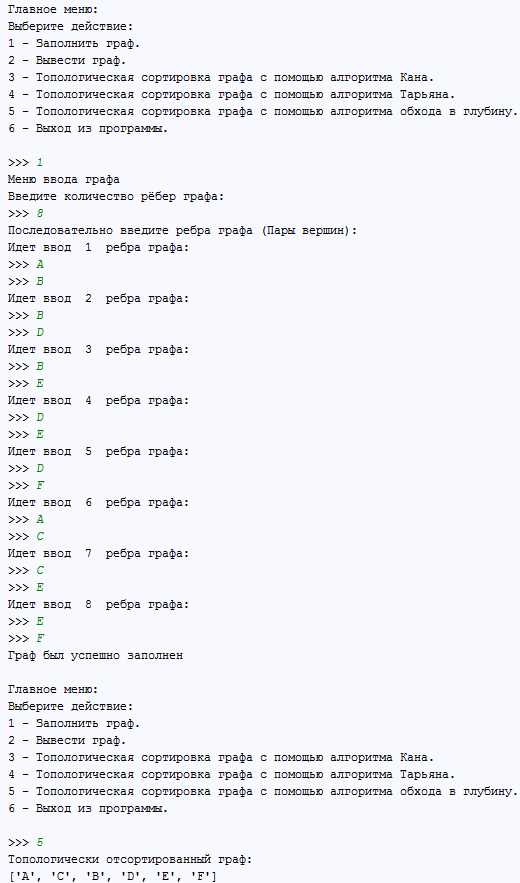 Главное меню:
Выберите действие:
1 - Заполнить граф.
2 - Вывести граф.
3 - Топологическая сортировка графа с помощью алгоритма Кана.
4 - Топологическая сортировка графа с помощью алгоритма Тарьяна.
5 - Топологическая сортировка графа с помощью алгоритма обхода в глубину.
6 - Выход из программы.
>>> 1
Меню ввода графа
Введите количество рёбер графа:
>>> 8
Последовательно введите ребра графа (Пары вершин):
Идет ввод  1  ребра графа:
>>> A
>>> B
Идет ввод  2  ребра графа:
>>> B
>>> D
Идет ввод  3  ребра графа:
>>> B
>>> E
Идет ввод  4  ребра графа:
>>> D
>>> E
Идет ввод  5  ребра графа:
>>> D
>>> F
Идет ввод  6  ребра графа:
>>> A
>>> C
Идет ввод  7  ребра графа:
>>> C
>>> E
Идет ввод  8  ребра графа:
>>> E
>>> F
Граф был успешно заполнен
Главное меню:
Выберите действие:
1 - Заполнить граф.
2 - Вывести граф.
3 - Топологическая сортировка графа с помощью алгоритма Кана.
4 - Топологическая сортировка графа с помощью алгоритма Тарьяна.
5 - Топологическая сортировка графа с помощью алгоритма обхода в глубину.
6 - Выход из программы.
>>> 5
Топологически отсортированный граф:
['A', 'C', 'B', 'D', 'E', 'F']